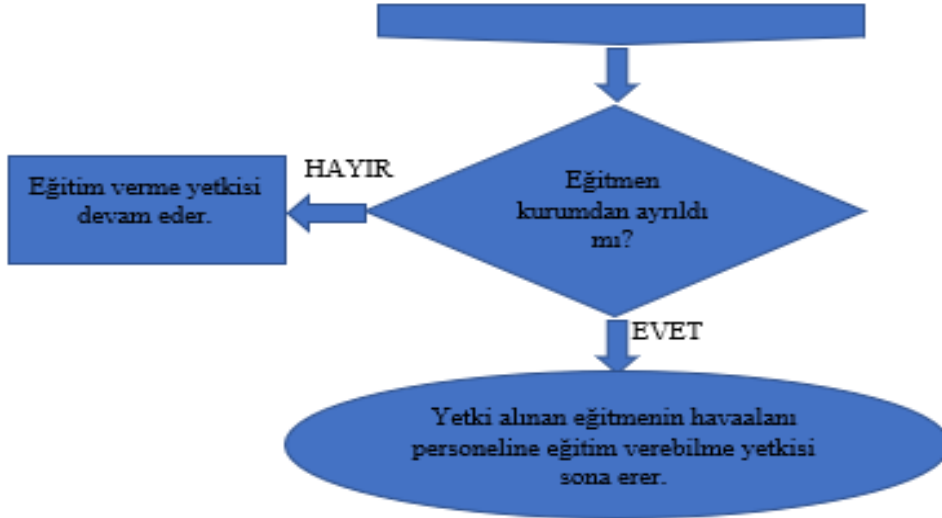 HAYIR
Eğitim verme yetkisi
devam eder.
Eğitmen
kurumdan ayrıldı
mı?
EVET
Yetki alınan eğitmenin havaalanı
personeline eğitim verebilme yetkisi
sona erer.